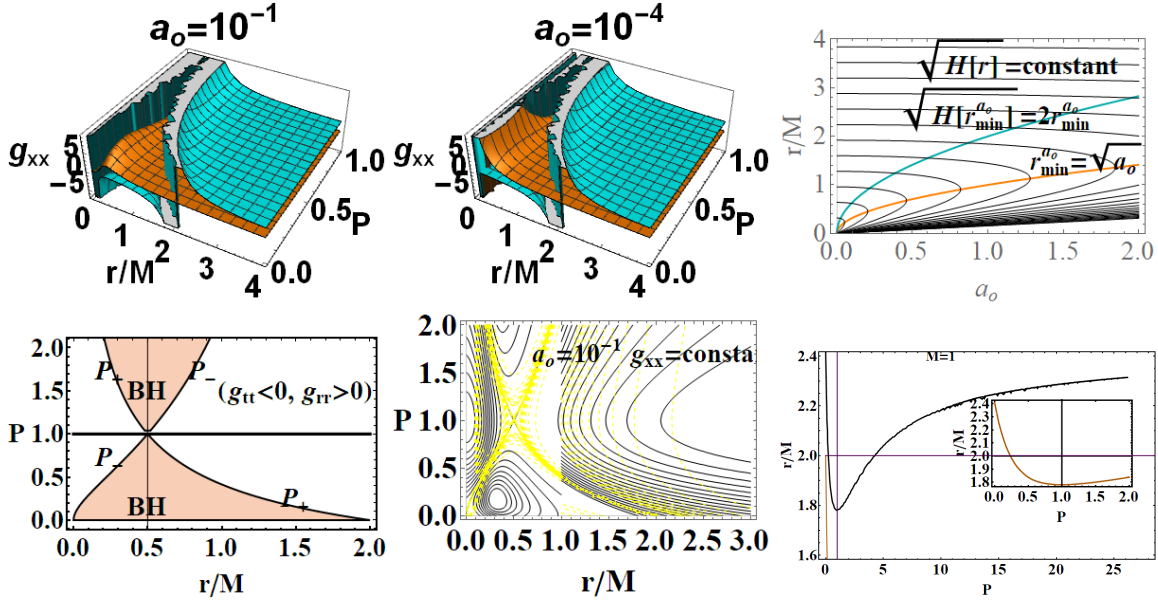 a_o=10^{-1}
g_xx
5
0
−5
0
1
2
3
4
r/M
0.0
0.5
1.0
P
a_o=10^{-4}
g_xx
5
0
−5
0
1
2
3
4
r/M
0.0
0.5
1.0
P
√H[r] =constant
√H[r_min^{a_o}] =2r_min^{a_o}
r_min^{a_o}=√a_o
r/M
4
3
2
1
0
0.0 0.5 1.0 1.5 2.0
a_o
P
2.0
1.5
1.0
0.5
0.0
P_+ BH P_- (g_tt<0, g_rr>0)
P_-
BH P_+
0.0 0.5 1.0 1.5 2.0
r/M
2.0
1.5
1.0
0.5
0.0
a_o=10^{-1} g_xx=consta
0.0 0.5 1.0 1.5 2.0 2.5 3.0
r/M
M=1
r/M
2.4
2.2
2.0
1.8
1.6
0 5 10 15 20 25
P
r/M
2.4
2.3
2.2
2.1
2.0
1.9
1.8
0.0 0.5 1.0 1.5 2.0
P